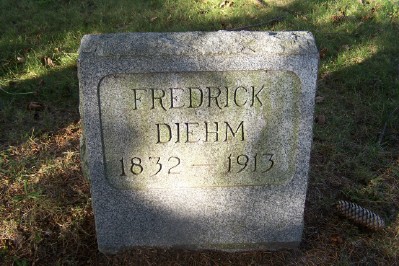 FREDRICK
DIEHM
1832 — 1913